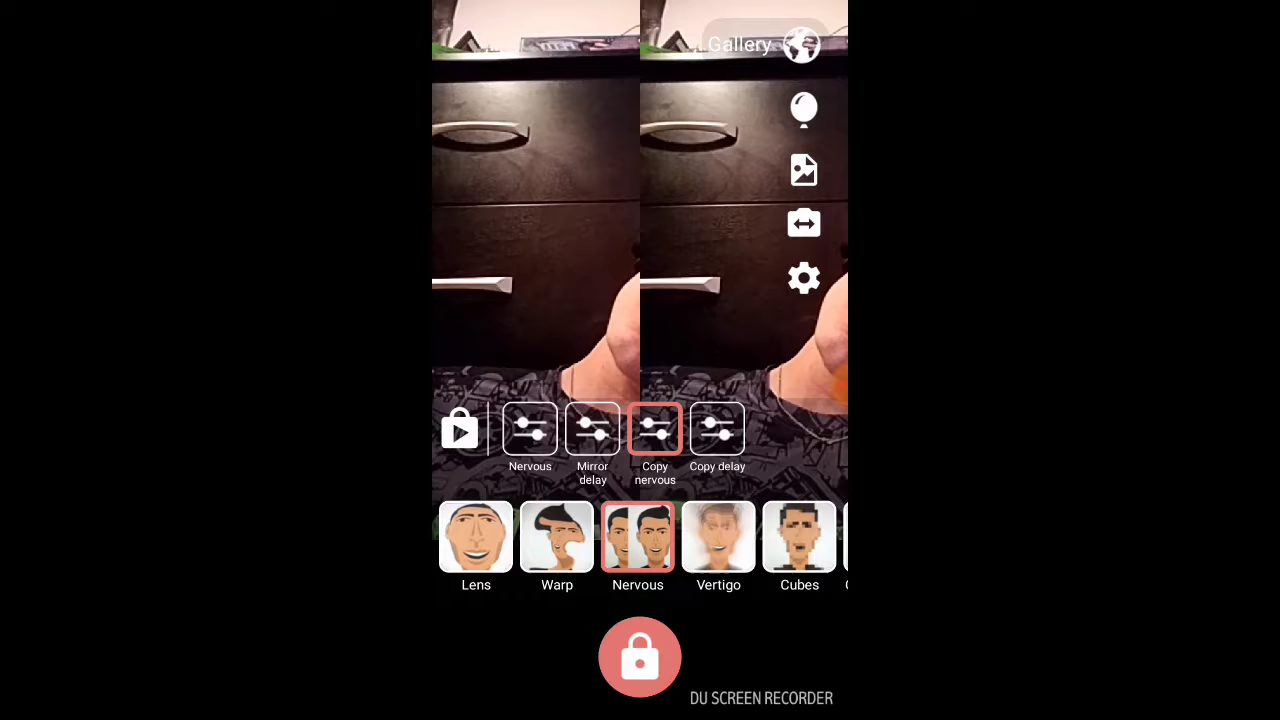 Gallery
Nervous
Mirror
delay
Copy
nervous
Copy delay
Lens
Warp
Nervous
Vertigo
Cubes
DU SCREEN RECORDER